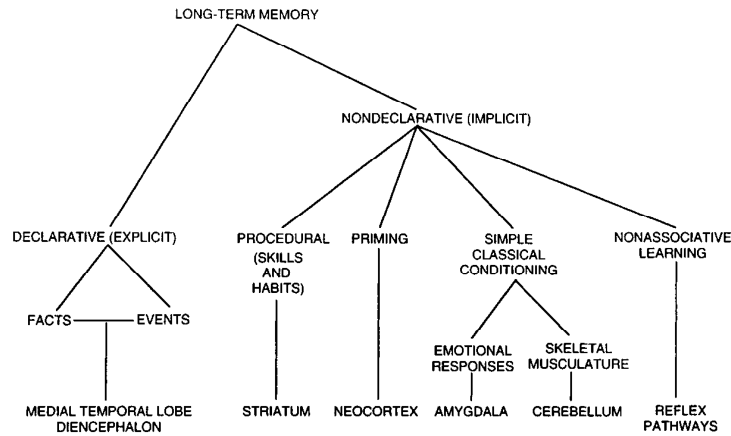 LONG-TERM MEMORY
NONDECLARATIVE (IMPLICIT)
DECLARATIVE (EXPLICIT)
PROCEDURAL
(SKILLS
AND
HABITS)
PRIMING
SIMPLE
CLASSICAL
CONDITIONING
NONASSOCIATIVE
LEARNING
FACTS
EVENTS
EMOTIONAL
RESPONSES
SKELETAL
MUSCULATURE
MEDIAL TEMPORAL LOBE
DIENCEPHALON
STRIATUM
NEOCORTEX
AMYGDALA
CEREBELLUM
REFLEX
PATHWAYS